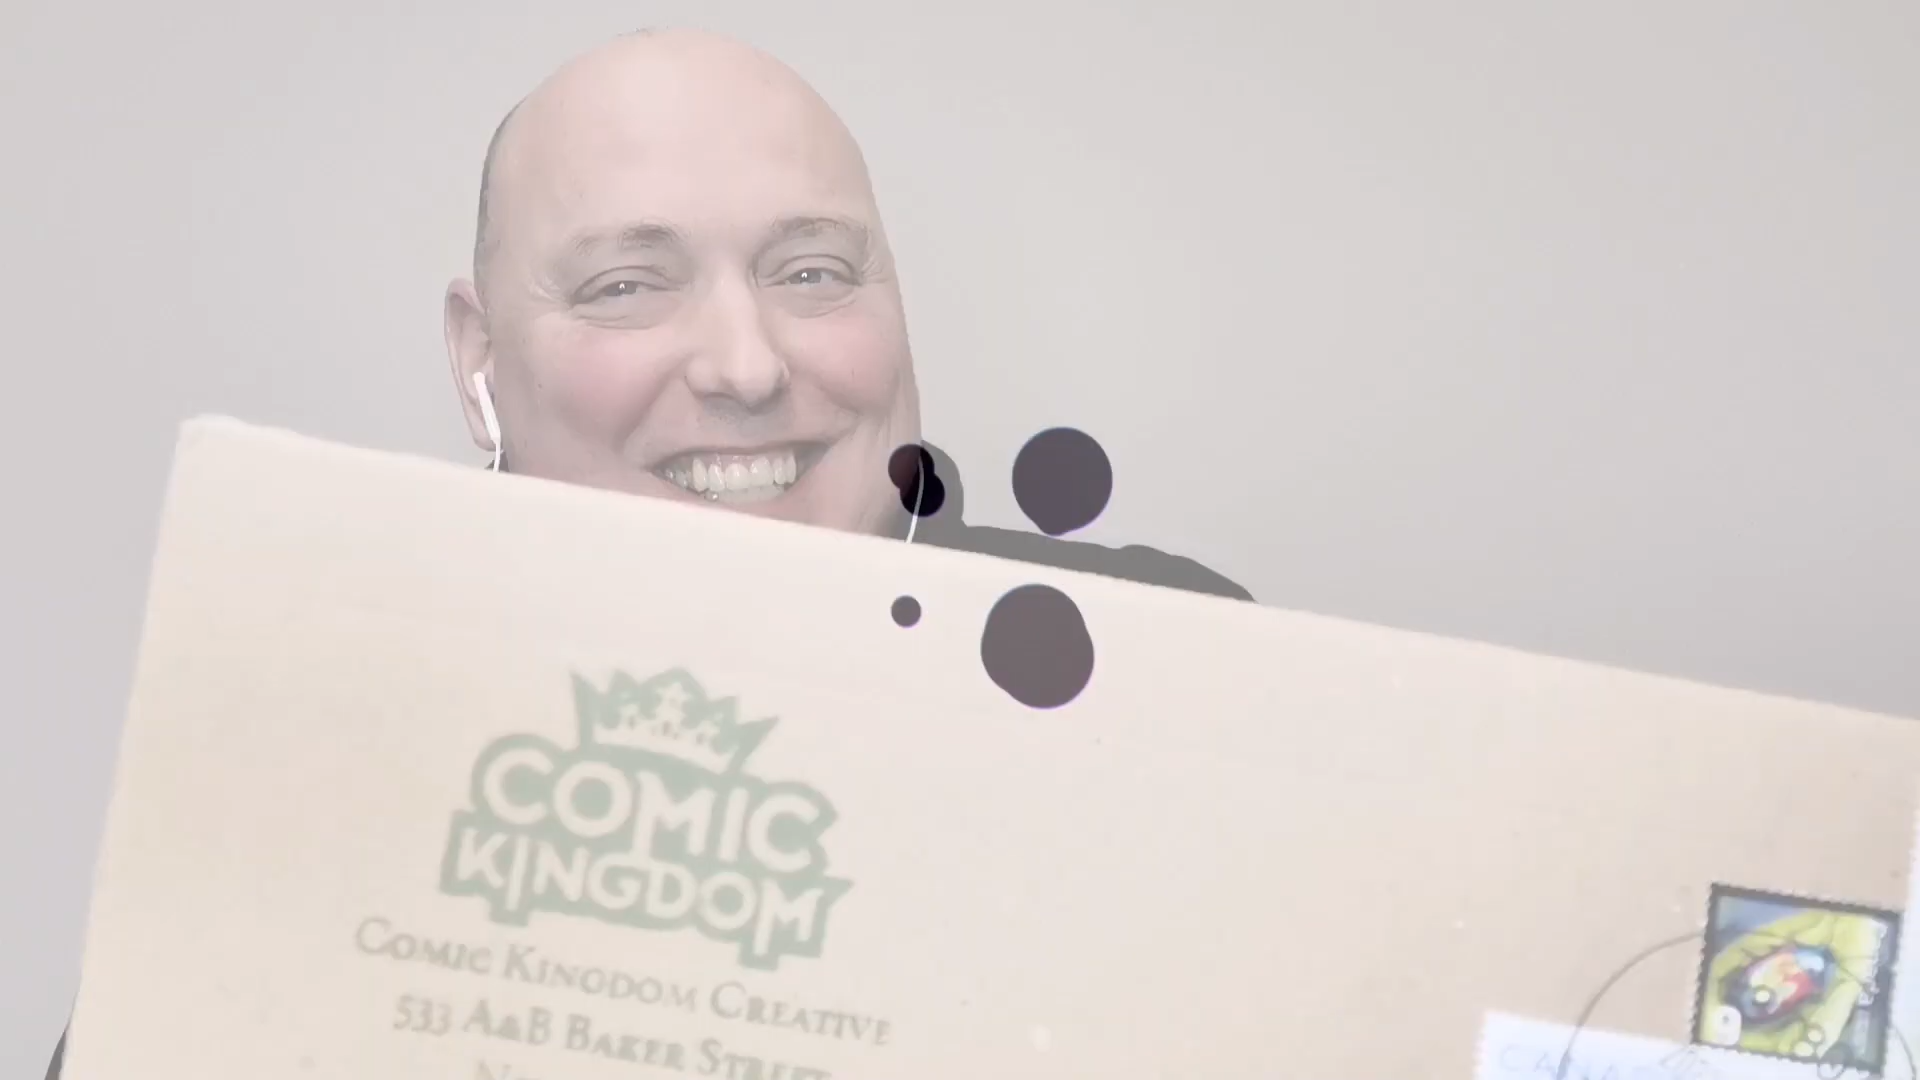 COMIC
KINGDOM
COMIC KINGDOM CREATIVE
533 A&B BAKER STREET